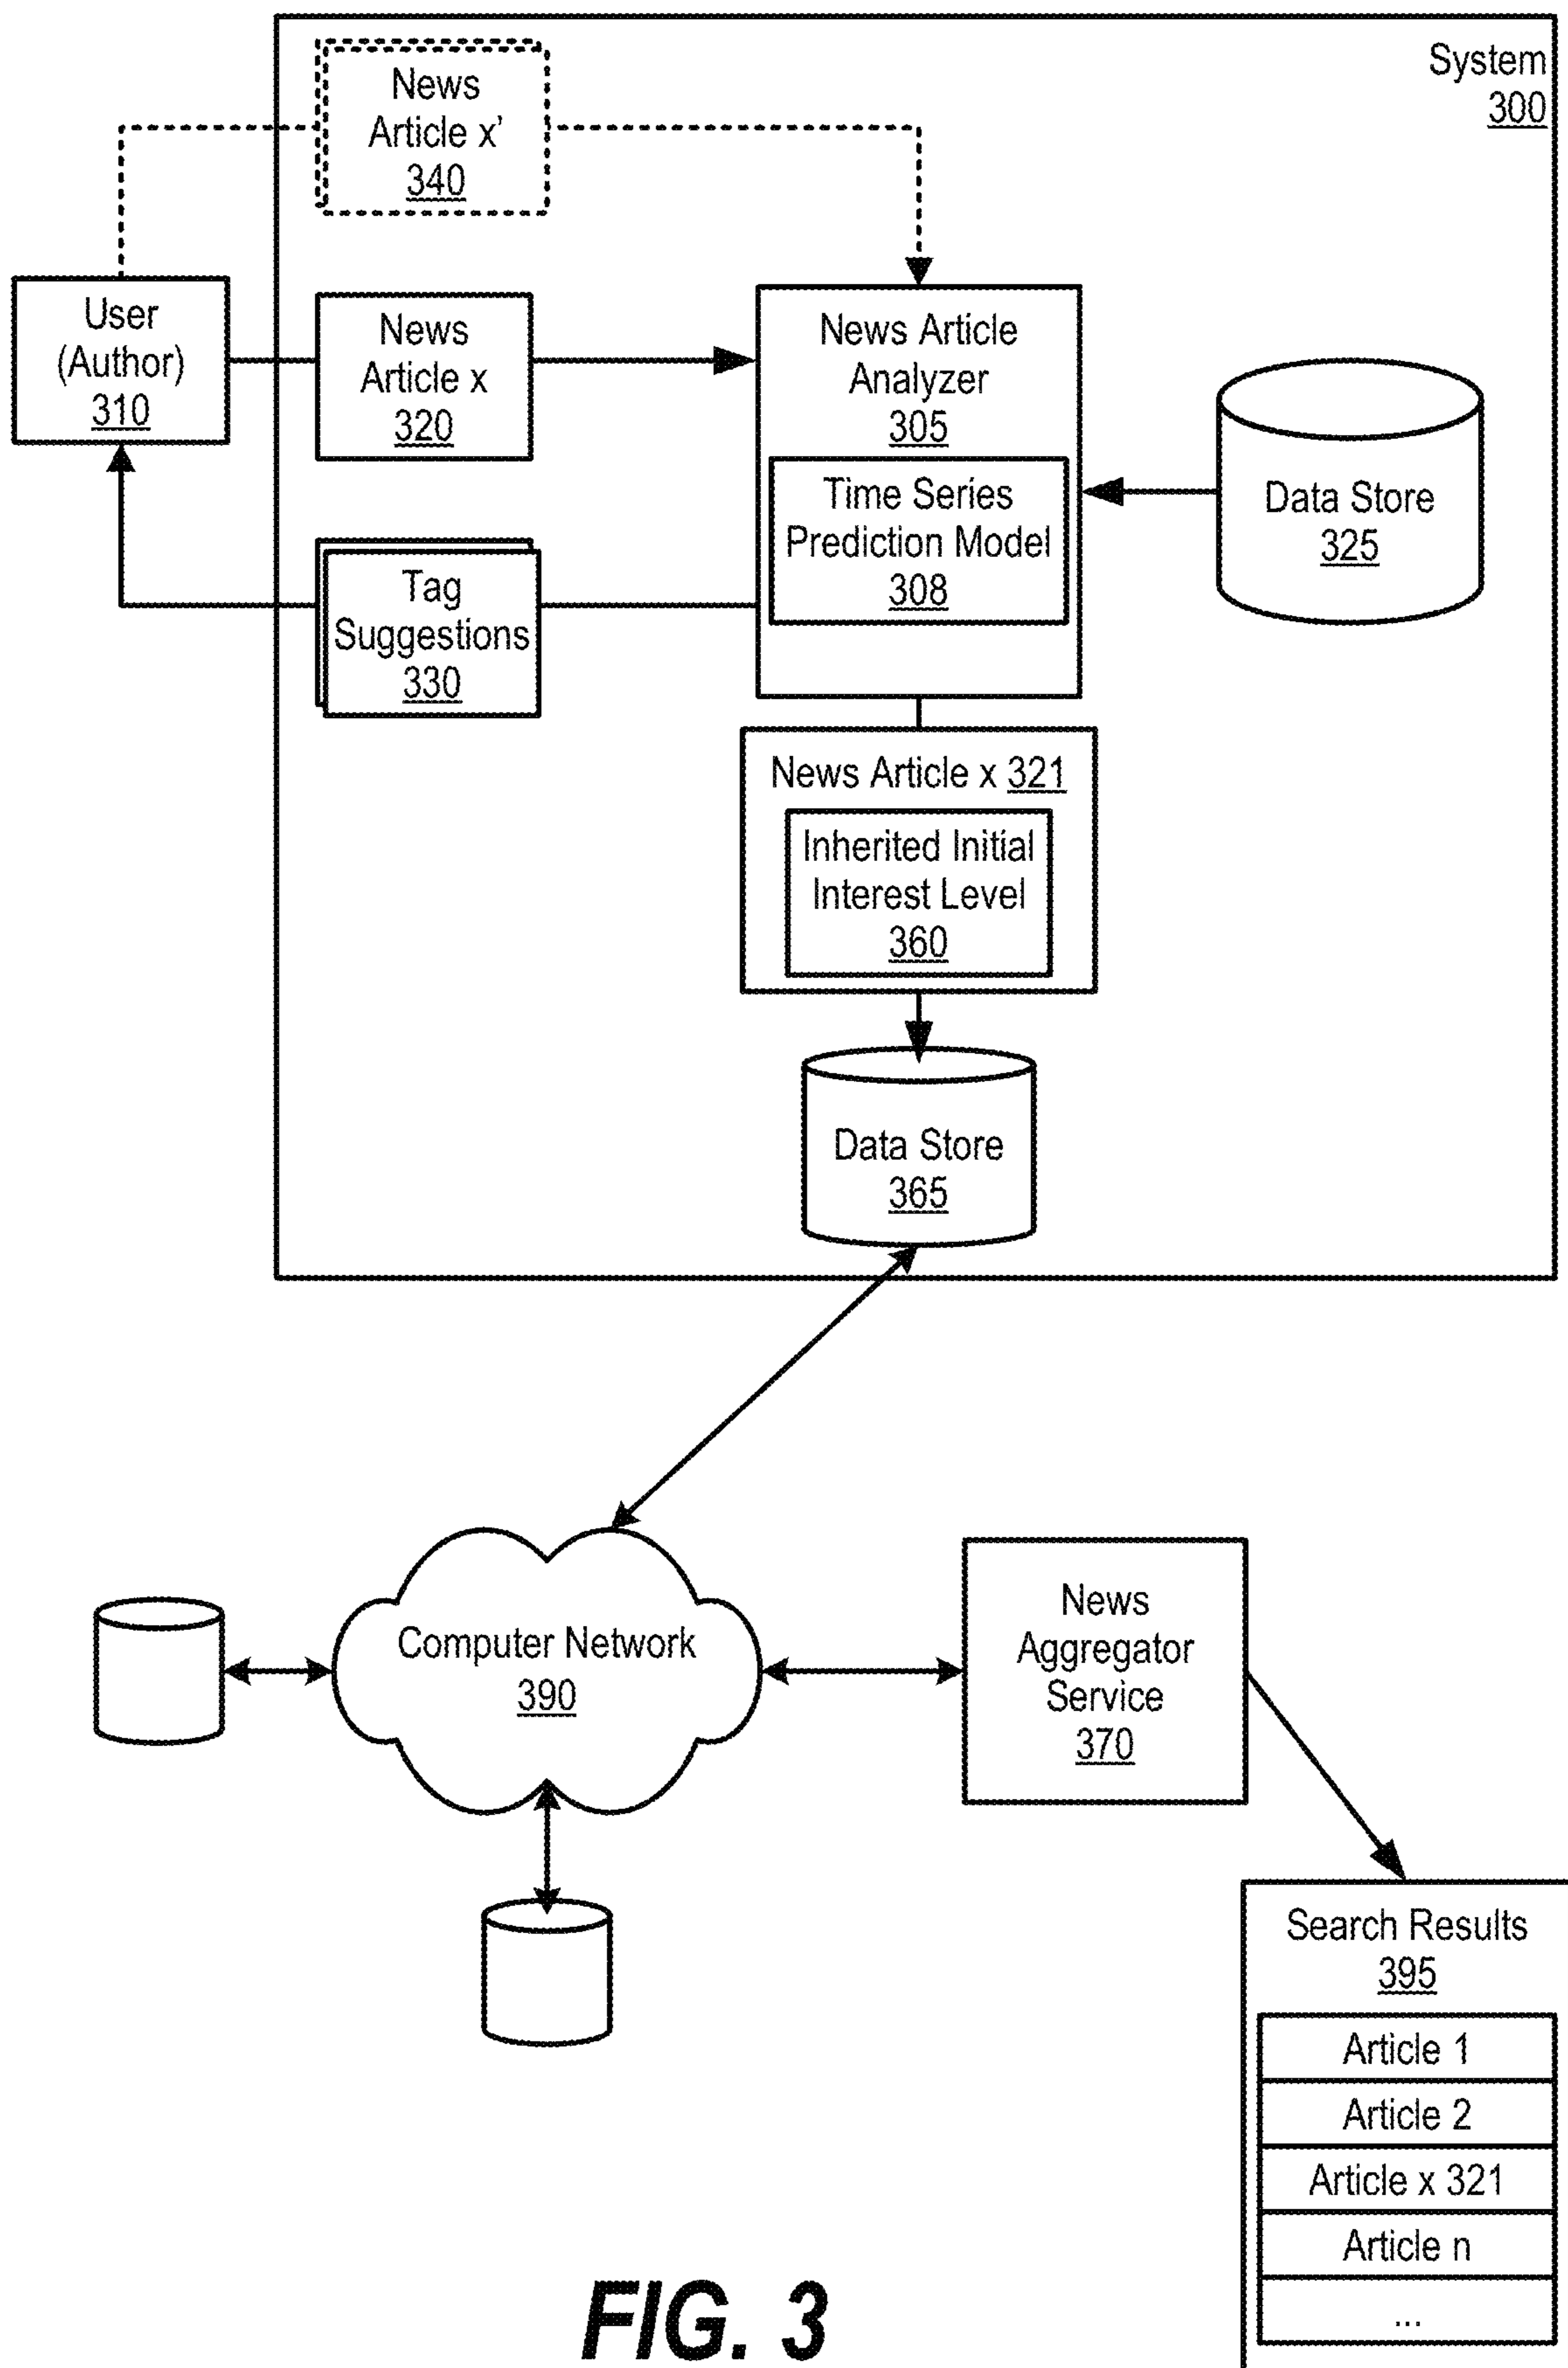 System
300
News
Article x’
340
User
(Author)
310
News
Article x
320
News Article
Analyzer
305
Time Series
Prediction Model
308
Data Store
325
Tag
Suggestions
330
News Article x 321
Inherited Initial
Interest Level
360
Data Store
365
Computer Network
390
News
Aggregator
Service
370
Search Results
395
Article 1
Article 2
Article x 321
Article n
...
FIG. 3